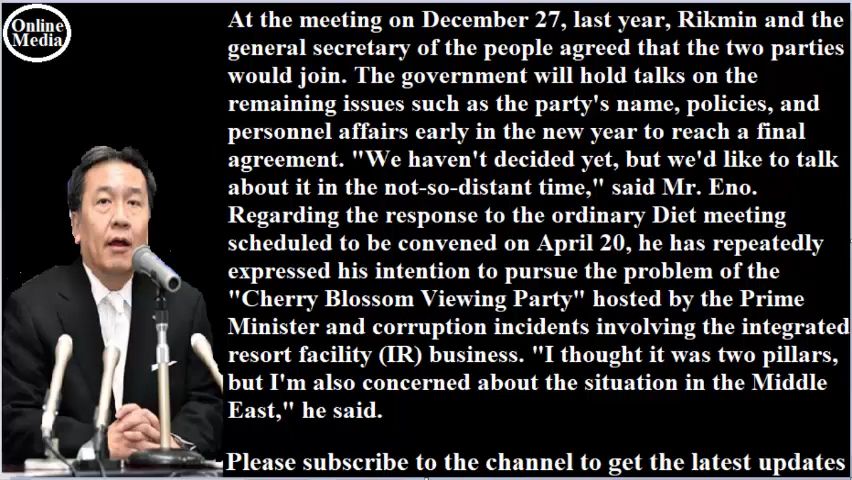 Online
Media
At the meeting on December 27, last year, Rikmin and the
general secretary of the people agreed that the two parties
would join. The government will hold talks on the
remaining issues such as the party's name, policies, and
personnel affairs early in the new year to reach a final
agreement. "We haven't decided yet, but we'd like to talk
about it in the not-so-distant time," said Mr. Eno.
Regarding the response to the ordinary Diet meeting
scheduled to be convened on April 20, he has repeatedly
expressed his intention to pursue the problem of the
"Cherry Blossom Viewing Party" hosted by the Prime
Minister and corruption incidents involving the integrated
resort facility (IR) business. "I thought it was two pillars,
but I'm also concerned about the situation in the Middle
East," he said.
Please subscribe to the channel to get the latest updates